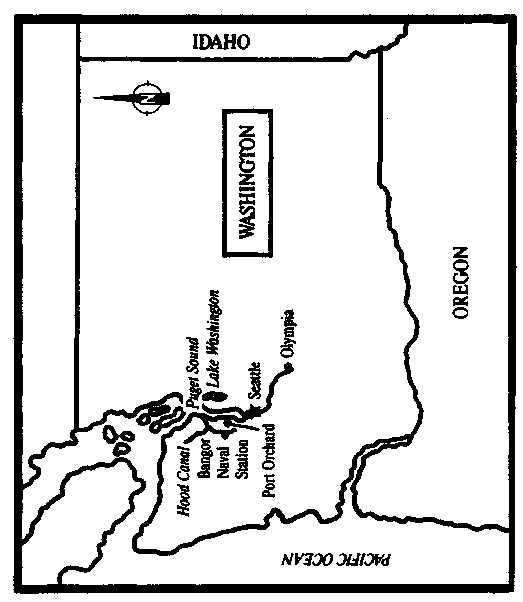 IDAHO
N
WASHINGTON
OREGON
Puget Sound
Lake Washington
Hood Canal
Bangor
Naval
Station
Seattle
Port Orchard
Olympia
PACIFIC OCEAN